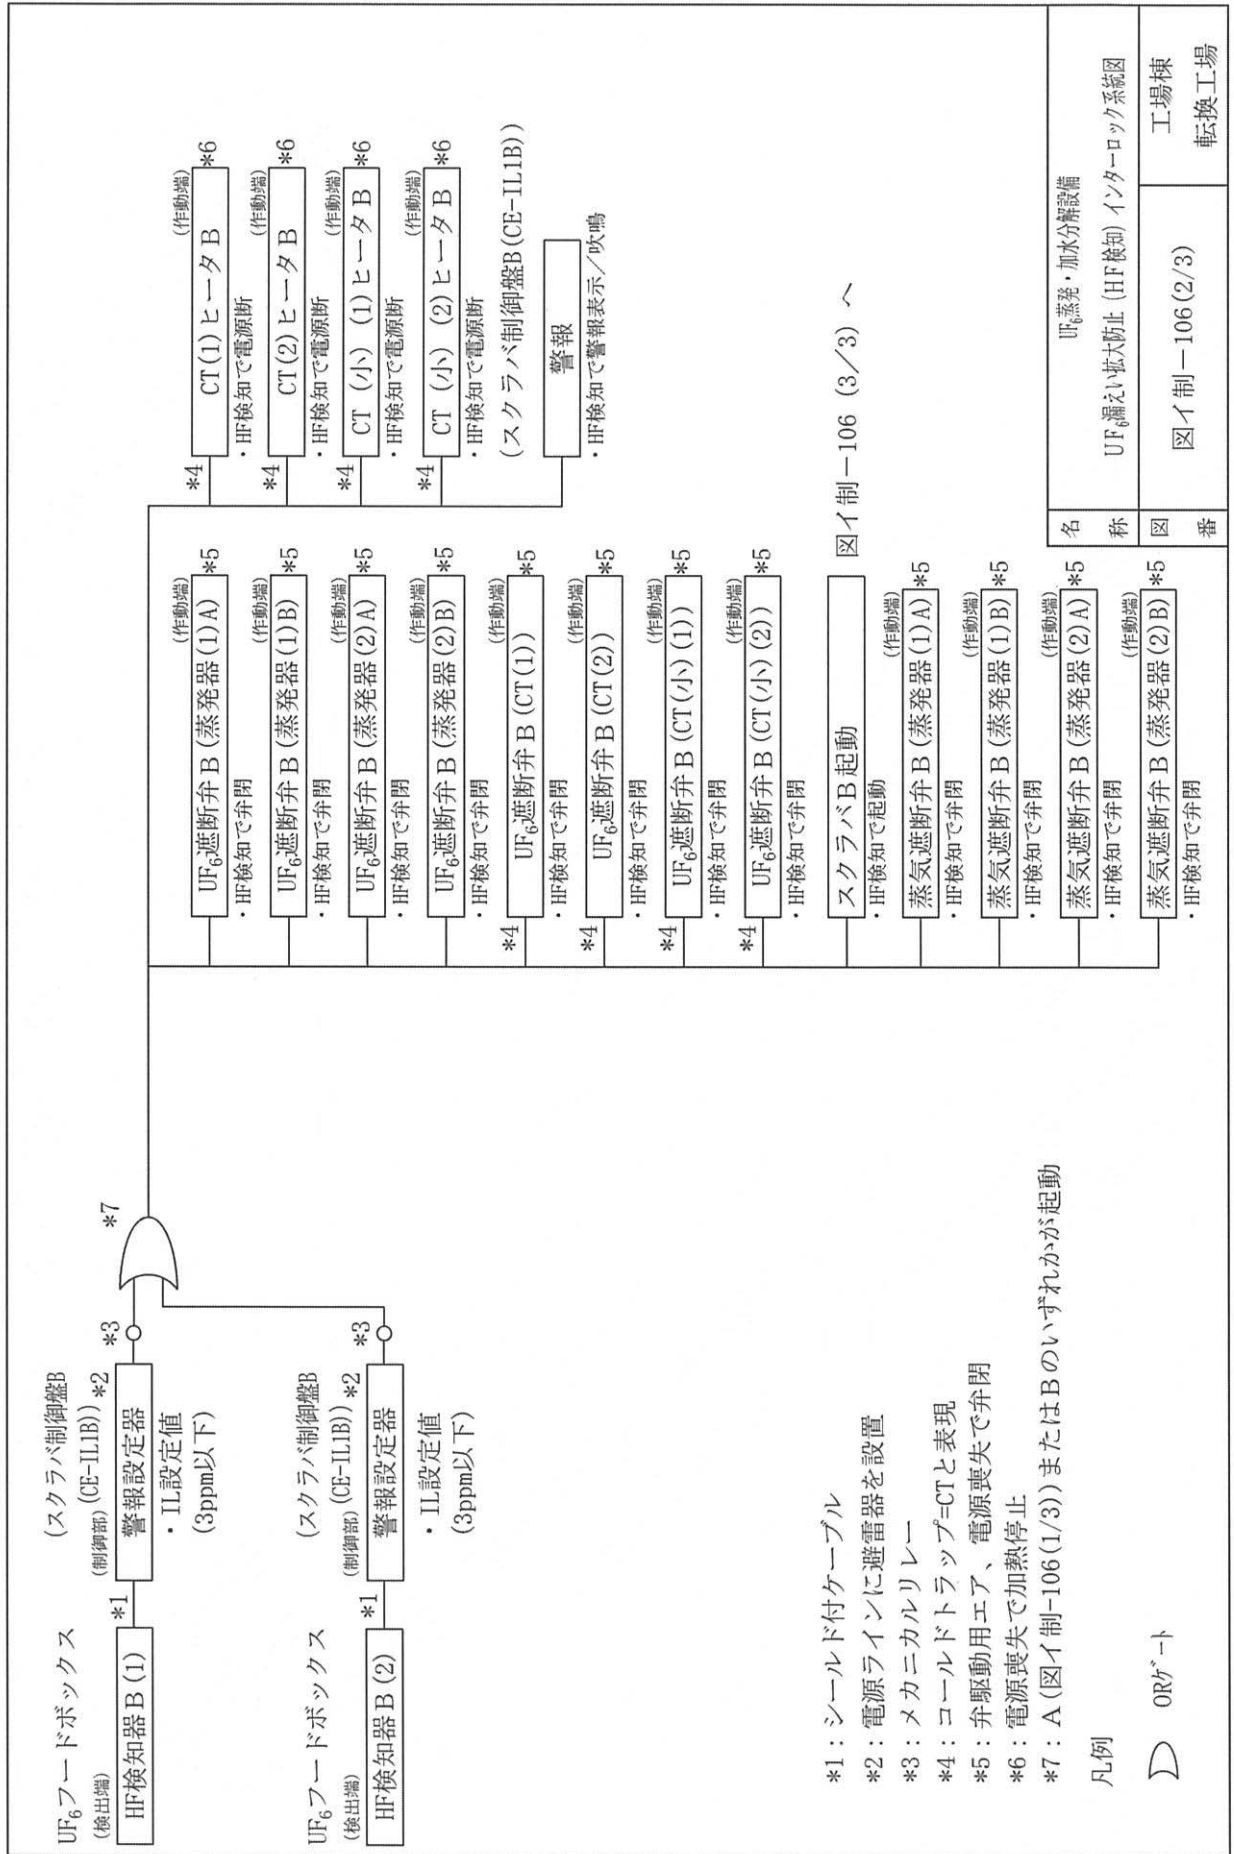 UF₆フードボックス
(検出端)
HF検知器B(1)
*1
(スクラバ制御盤B
(制御部)(CE-IL1B))*2
警報設定器
・IL設定値
(3ppm以下)
*3
*7
UF₆フードボックス
(検出端)
HF検知器B(2)
*1
(スクラバ制御盤B
(制御部)(CE-IL1B))*2
警報設定器
・IL設定値
(3ppm以下)
*3
(作動端)
UF₆遮断弁B(蒸発器(1)A) *5
・HF検知で弁閉
(作動端)
UF₆遮断弁B(蒸発器(1)B) *5
・HF検知で弁閉
(作動端)
UF₆遮断弁B(蒸発器(2)A) *5
・HF検知で弁閉
(作動端)
UF₆遮断弁B(蒸発器(2)B) *5
・HF検知で弁閉
(作動端)
*4 UF₆遮断弁B(CT(1)) *5
・HF検知で弁閉
(作動端)
*4 UF₆遮断弁B(CT(2)) *5
・HF検知で弁閉
(作動端)
*4 UF₆遮断弁B(CT(小)(1)) *5
・HF検知で弁閉
(作動端)
*4 UF₆遮断弁B(CT(小)(2)) *5
・HF検知で弁閉
スクラバB起動 図イ制－106 (3/3) へ
・HF検知で起動
(作動端)
蒸気遮断弁B(蒸発器(1)A) *5
・HF検知で弁閉
(作動端)
蒸気遮断弁B(蒸発器(1)B) *5
・HF検知で弁閉
(作動端)
蒸気遮断弁B(蒸発器(2)A) *5
・HF検知で弁閉
(作動端)
蒸気遮断弁B(蒸発器(2)B) *5
・HF検知で弁閉
(作動端)
*4 CT(1)ヒータB *6
・HF検知で電源断
(作動端)
*4 CT(2)ヒータB *6
・HF検知で電源断
(作動端)
*4 CT (小) (1)ヒータB *6
・HF検知で電源断
(作動端)
*4 CT (小) (2)ヒータB *6
・HF検知で電源断
(スクラバ制御盤B(CE-IL1B))
警報
・HF検知で警報表示／吹鳴
*1：シールド付ケーブル
*2：電源ラインに避雷器を設置
*3：メカニカルリレー
*4：コールドトラップ=CTと表現
*5：弁駆動用エア、電源喪失で弁閉
*6：電源喪失で加熱停止
*7：A(図イ制-106(1/3))またはBのいずれかが起動
凡例
ORｹﾞｰﾄ
名称
UF₆蒸発・加水分解設備
UF₆漏えい拡大防止(HF検知)インターロック系統図
図番
図イ制－106(2/3)
工場棟
転換工場